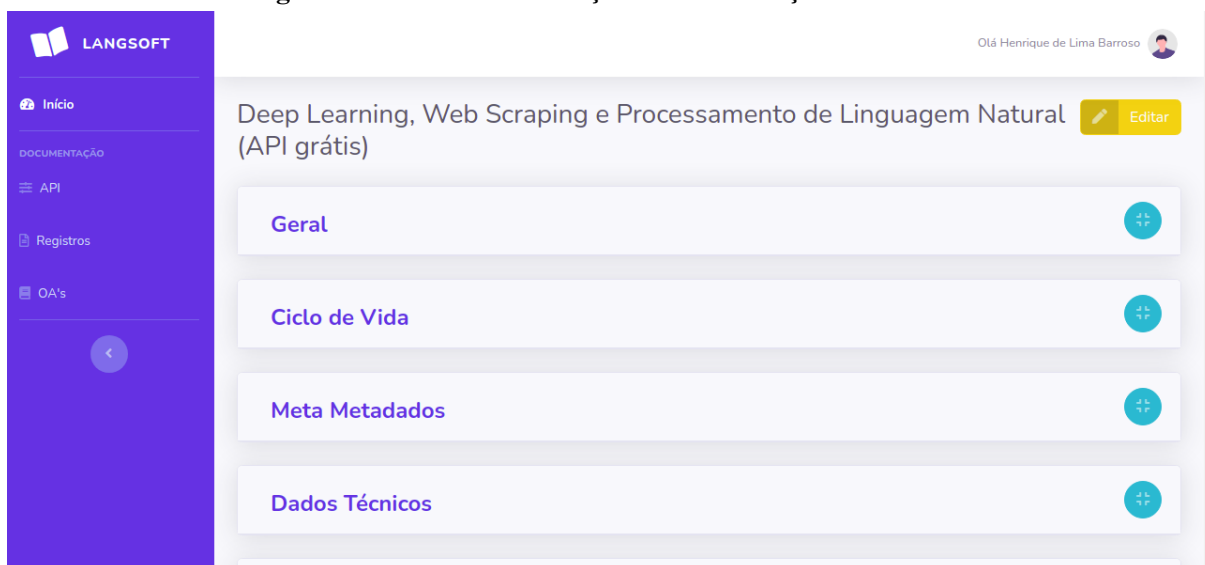 LANGSOFT
Olá Henrique de Lima Barroso
Início
DOCUMENTAÇÃO
API
Registros
OA's
Deep Learning, Web Scraping e Processamento de Linguagem Natural
(API grátis)
Editar
Geral
Ciclo de Vida
Meta Metadados
Dados Técnicos